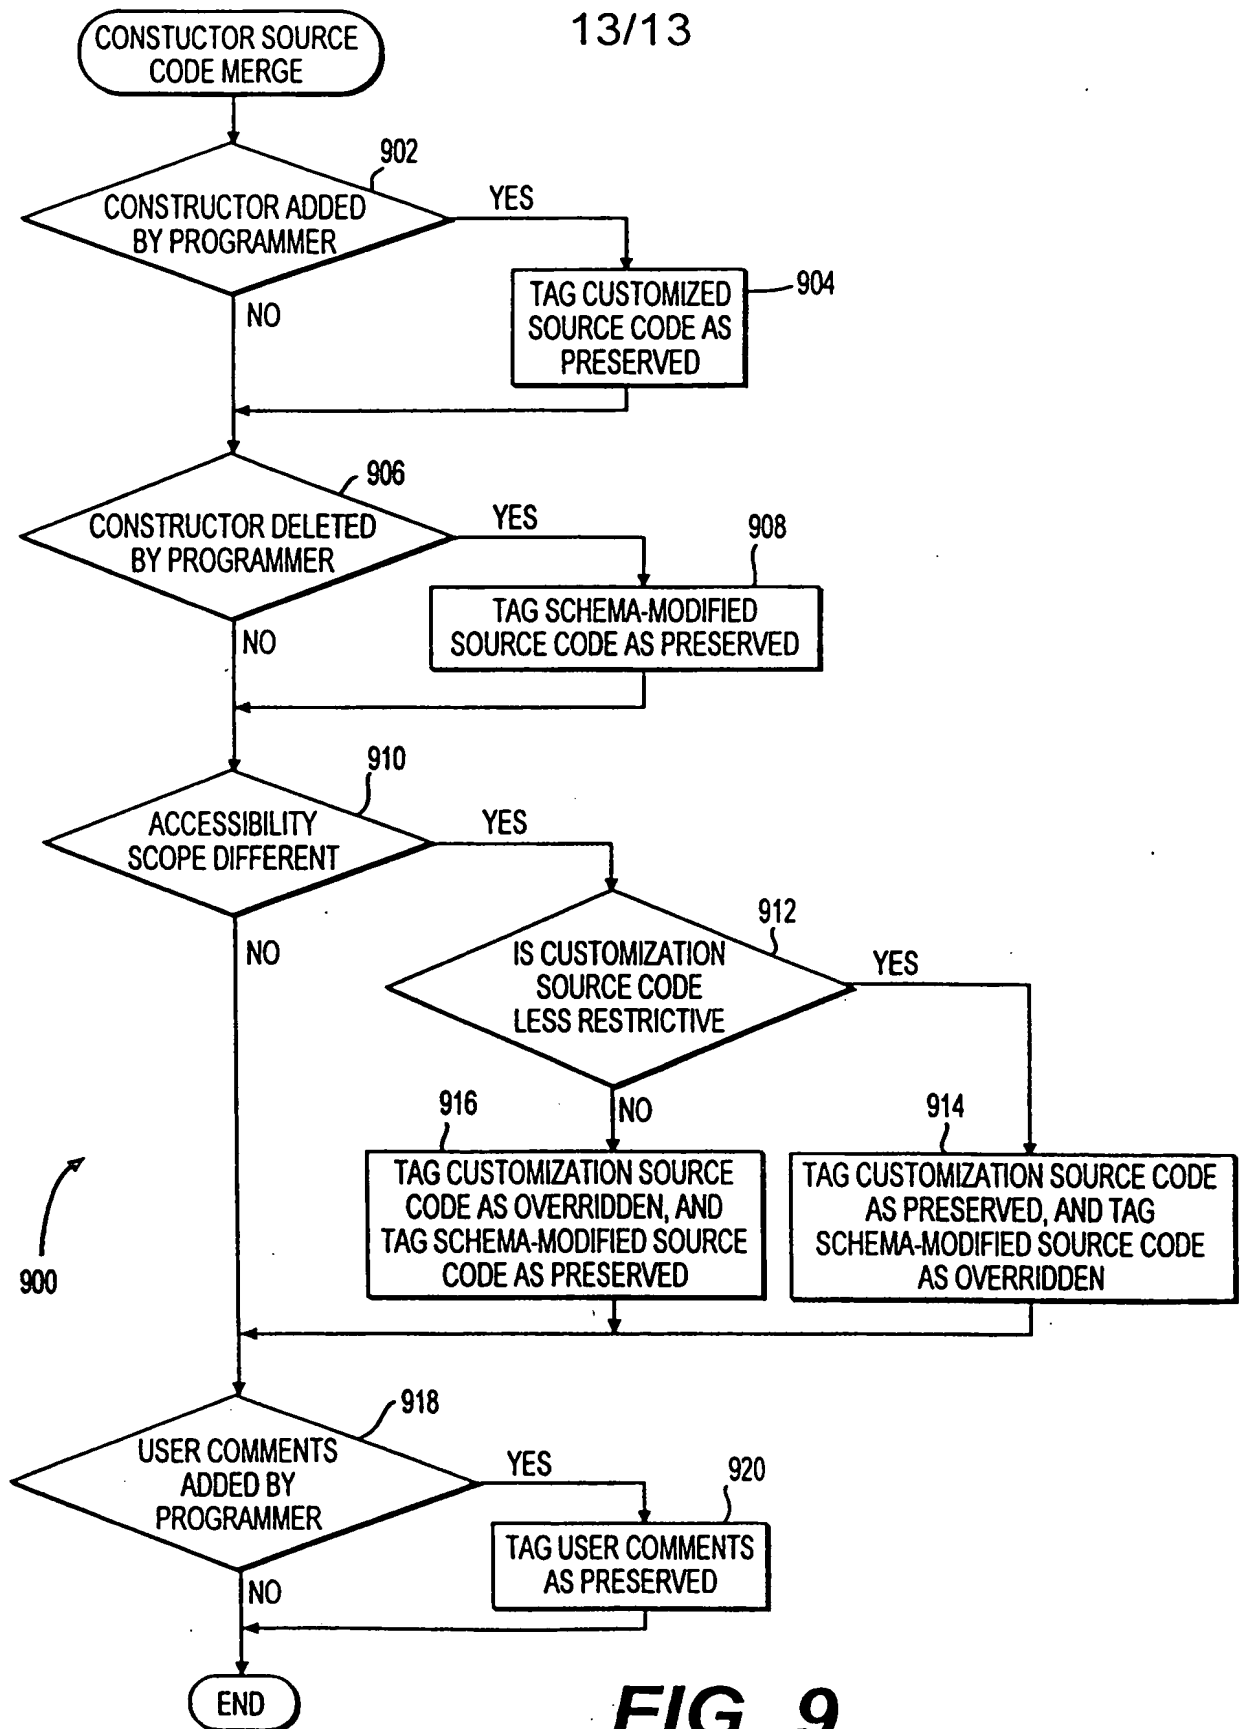 13/13
CONSTUCTOR SOURCE
CODE MERGE
902
CONSTRUCTOR ADDED
BY PROGRAMMER
YES
NO
904
TAG CUSTOMIZED
SOURCE CODE AS
PRESERVED
906
CONSTRUCTOR DELETED
BY PROGRAMMER
YES
NO
908
TAG SCHEMA-MODIFIED
SOURCE CODE AS PRESERVED
910
ACCESSIBILITY
SCOPE DIFFERENT
YES
NO
912
IS CUSTOMIZATION
SOURCE CODE
LESS RESTRICTIVE
YES
NO
916
TAG CUSTOMIZATION SOURCE
CODE AS OVERRIDDEN, AND
TAG SCHEMA-MODIFIED SOURCE
CODE AS PRESERVED
914
TAG CUSTOMIZATION SOURCE CODE
AS PRESERVED, AND TAG
SCHEMA-MODIFIED SOURCE CODE
AS OVERRIDDEN
900
918
USER COMMENTS
ADDED BY
PROGRAMMER
YES
NO
920
TAG USER COMMENTS
AS PRESERVED
END
FIG. 9